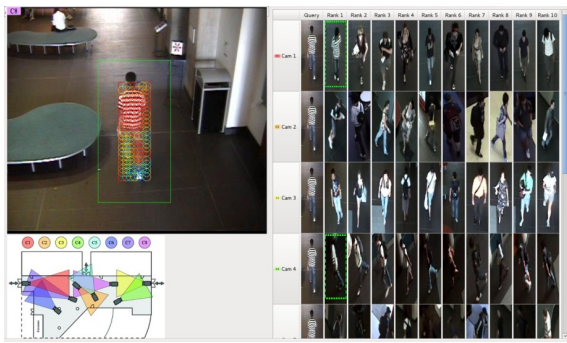 C8
Query Rank 1 Rank 2 Rank 3 Rank 4 Rank 5 Rank 6 Rank 7 Rank 8 Rank 9 Rank 10
Cam 1
Cam 2
Cam 3
Cam 4
C1 C2 C3 C4 C5 C6 C7 C8